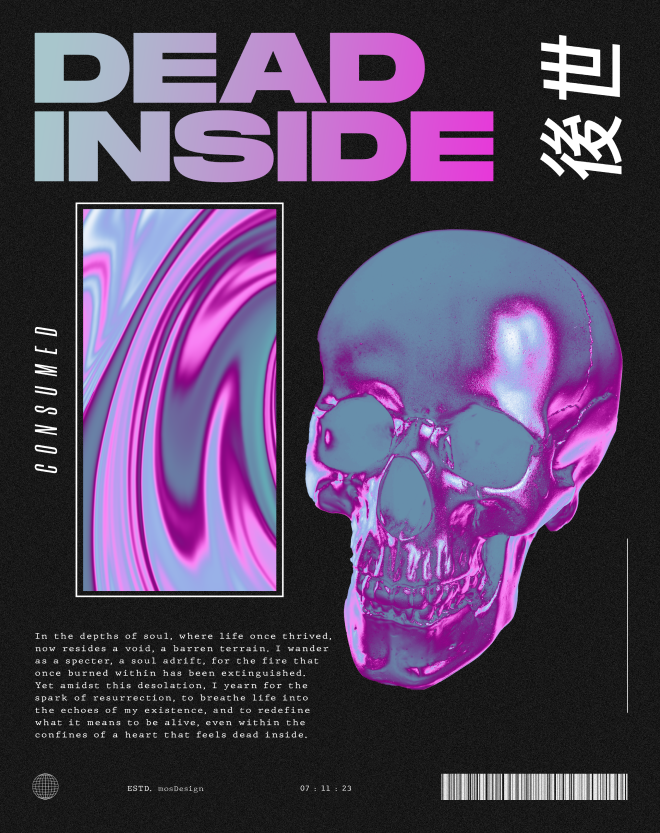 DEAD
INSIDE
後世
CONSUMED
In the depths of soul, where life once thrived,
now resides a void, a barren terrain. I wander
as a specter, a soul adrift, for the fire that
once burned within has been extinguished.
Yet amidst this desolation, I yearn for the
spark of resurrection, to breathe life into
the echoes of my existence, and to redefine
what it means to be alive, even within the
confines of a heart that feels dead inside.
ESTD. mosDesign
07 : 11 : 23